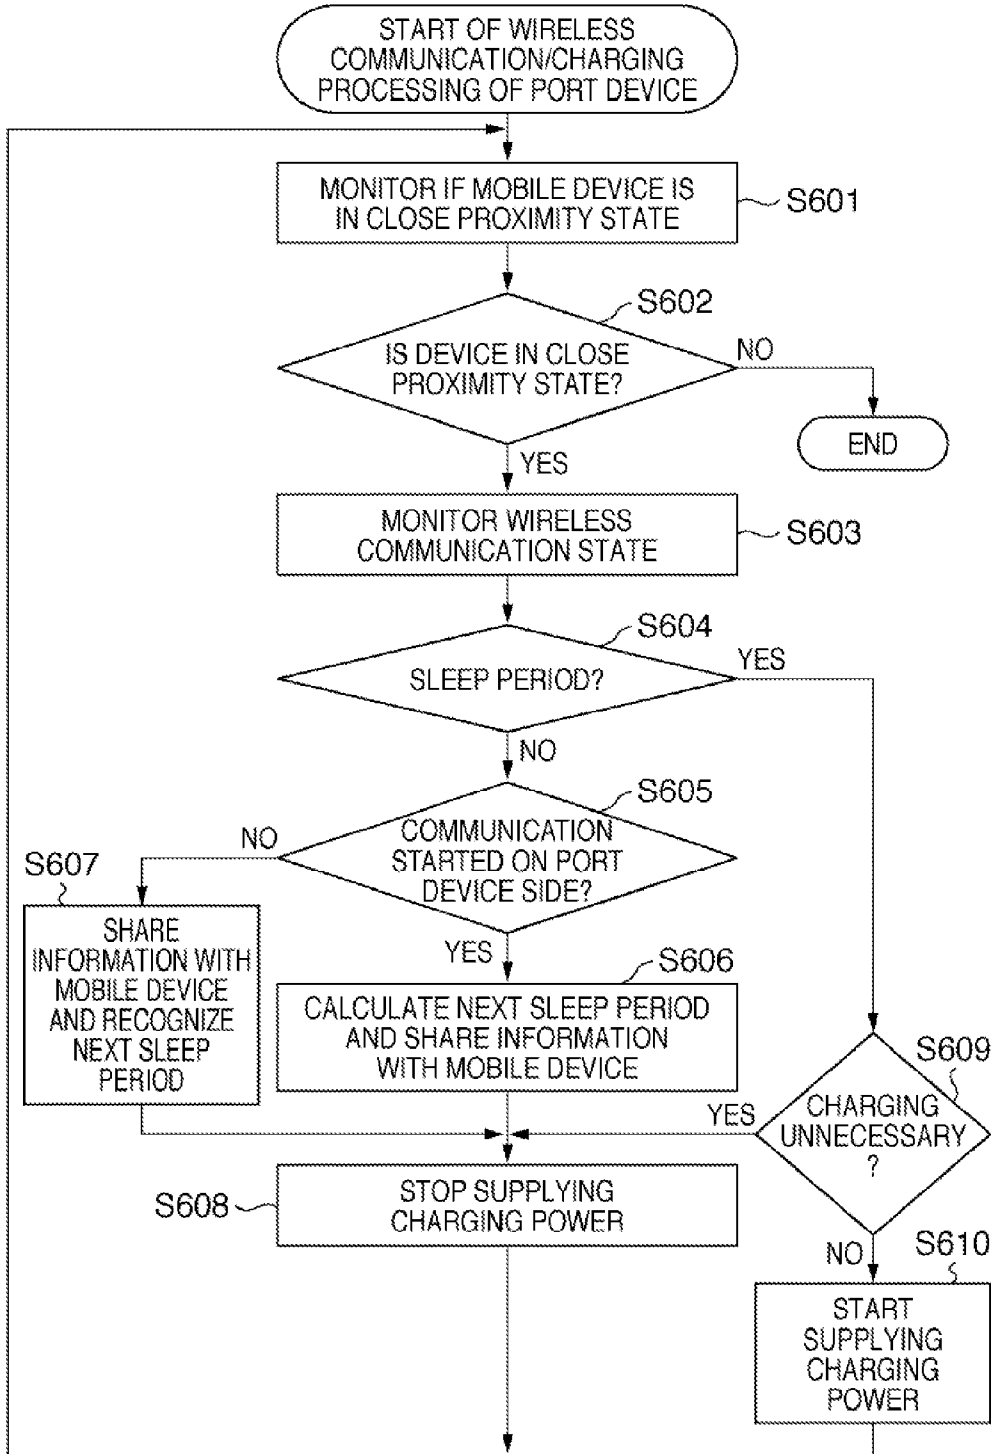 START OF WIRELESS
COMMUNICATION/CHARGING
PROCESSING OF PORT DEVICE
MONITOR IF MOBILE DEVICE IS
IN CLOSE PROXIMITY STATE
S601
S602
IS DEVICE IN CLOSE
PROXIMITY STATE?
NO
END
YES
MONITOR WIRELESS
COMMUNICATION STATE
S603
S604
SLEEP PERIOD?
YES
NO
S605
COMMUNICATION
STARTED ON PORT
DEVICE SIDE?
NO
S607
SHARE
INFORMATION WITH
MOBILE DEVICE
AND RECOGNIZE
NEXT SLEEP
PERIOD
YES
S606
CALCULATE NEXT SLEEP PERIOD
AND SHARE INFORMATION
WITH MOBILE DEVICE
S609
CHARGING
UNNECESSARY
?
YES
S608
STOP SUPPLYING
CHARGING POWER
NO
S610
START
SUPPLYING
CHARGING
POWER